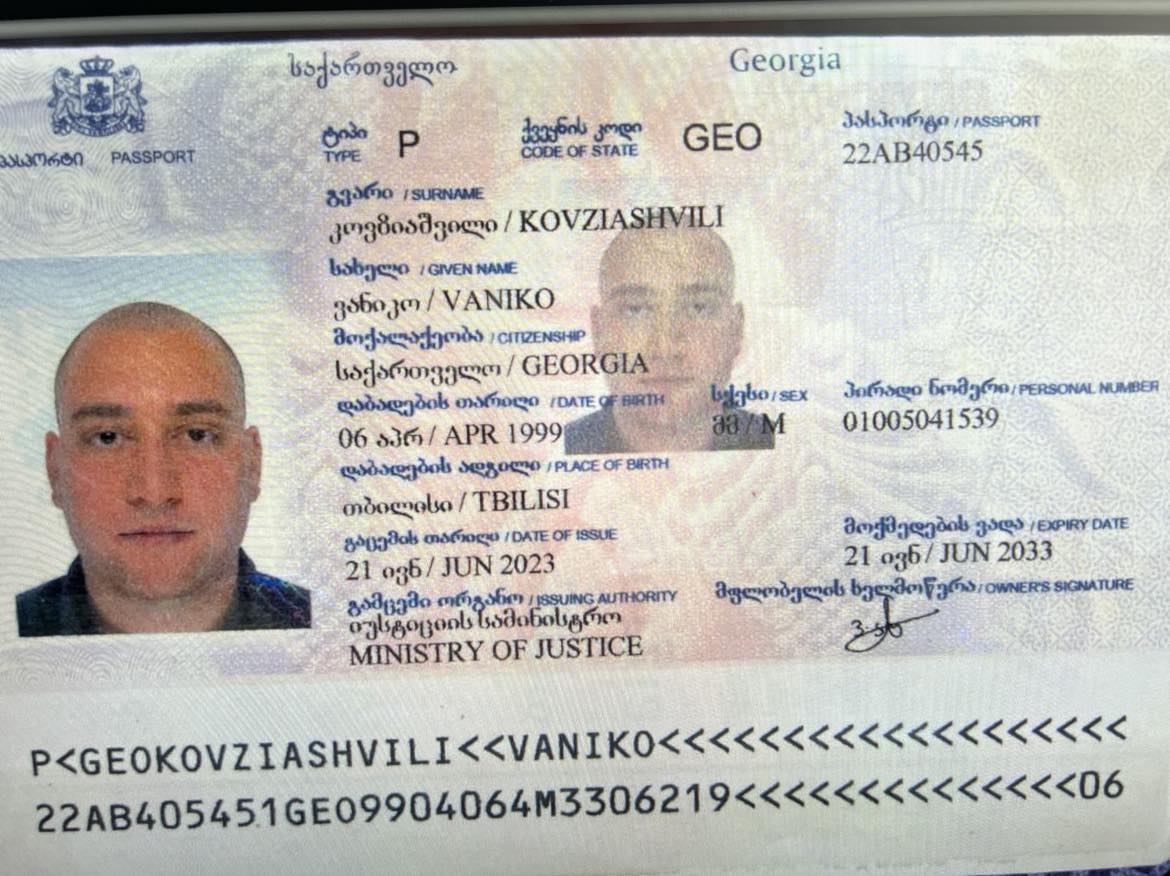 საქართველო Georgia
პასპორტი PASSPORT
ტიპი TYPE P ქვეყნის კოდი CODE OF STATE GEO პასპორტი / PASSPORT
22AB40545
გვარი / SURNAME
კოვზიაშვილი / KOVZIASHVILI
სახელი / GIVEN NAME
ვანიკო / VANIKO
მოქალაქეობა / CITIZENSHIP
საქართველო / GEORGIA
დაბადების თარიღი / DATE OF BIRTH სქესი / SEX პირადი ნომერი / PERSONAL NUMBER
06 აპრ / APR 1999 მმ / M 01005041539
დაბადების ადგილი / PLACE OF BIRTH
თბილისი / TBILISI
გაცემის თარიღი / DATE OF ISSUE მოქმედების ვადა / EXPIRY DATE
21 ივნ / JUN 2023 21 ივნ / JUN 2033
გამცემი ორგანო / ISSUING AUTHORITY მფლობელის ხელმოწერა / OWNER'S SIGNATURE
იუსტიციის სამინისტრო
MINISTRY OF JUSTICE
P<GEOKOVZIASHVILI<<VANIKO<<<<<<<<<<<<<<<<<<<
22AB405451GEO9904064M3306219<<<<<<<<<<<<<<06